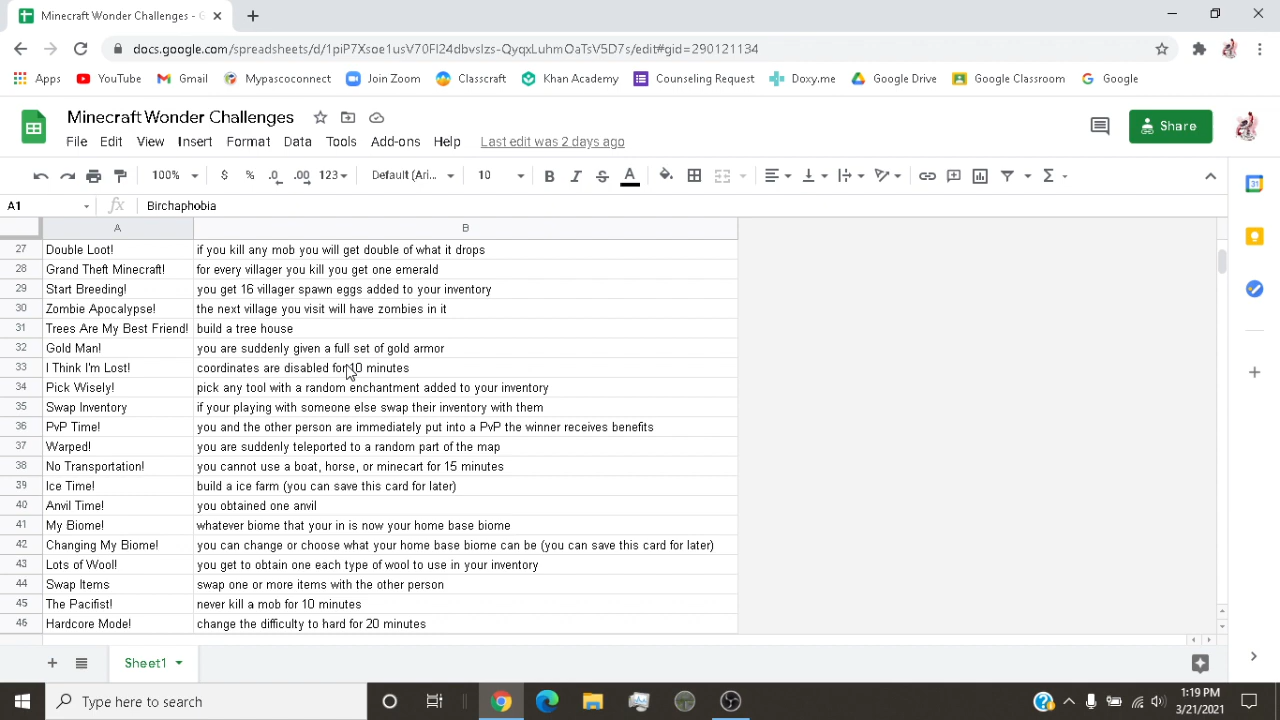 Minecraft Wonder Challenges - G
docs.google.com/spreadsheets/d/1piP7Xsoe1usV70Fl24dbvslzs-QyqxLuhmOaTsV5D7s/edit#gid=290121134
Apps YouTube Gmail Mypascoconnect Join Zoom Classcraft Khan Academy Counseling Request Doxy.me Google Drive Google Classroom Google
Minecraft Wonder Challenges
Share
File Edit View Insert Format Data Tools Add-ons Help Last edit was 2 days ago
100% $ % .0 .00 123 Default (Ari... 10 B I S A
A1 fx Birchaphobia
A B
27 Double Loot! if you kill any mob you will get double of what it drops
28 Grand Theft Minecraft! for every villager you kill you get one emerald
29 Start Breeding! you get 16 villager spawn eggs added to your inventory
30 Zombie Apocalypse! the next village you visit will have zombies in it
31 Trees Are My Best Friend! build a tree house
32 Gold Man! you are suddenly given a full set of gold armor
33 I Think I'm Lost! coordinates are disabled for 10 minutes
34 Pick Wisely! pick any tool with a random enchantment added to your inventory
35 Swap Inventory if your playing with someone else swap their inventory with them
36 PvP Time! you and the other person are immediately put into a PvP the winner receives benefits
37 Warped! you are suddenly teleported to a random part of the map
38 No Transportation! you cannot use a boat, horse, or minecart for 15 minutes
39 Ice Time! build a ice farm (you can save this card for later)
40 Anvil Time! you obtained one anvil
41 My Biome! whatever biome that your in is now your home base biome
42 Changing My Biome! you can change or choose what your home base biome can be (you can save this card for later)
43 Lots of Wool! you get to obtain one each type of wool to use in your inventory
44 Swap Items swap one or more items with the other person
45 The Pacifist! never kill a mob for 10 minutes
46 Hardcore Mode! change the difficulty to hard for 20 minutes
Sheet1
Type here to search
1:19 PM
3/21/2021